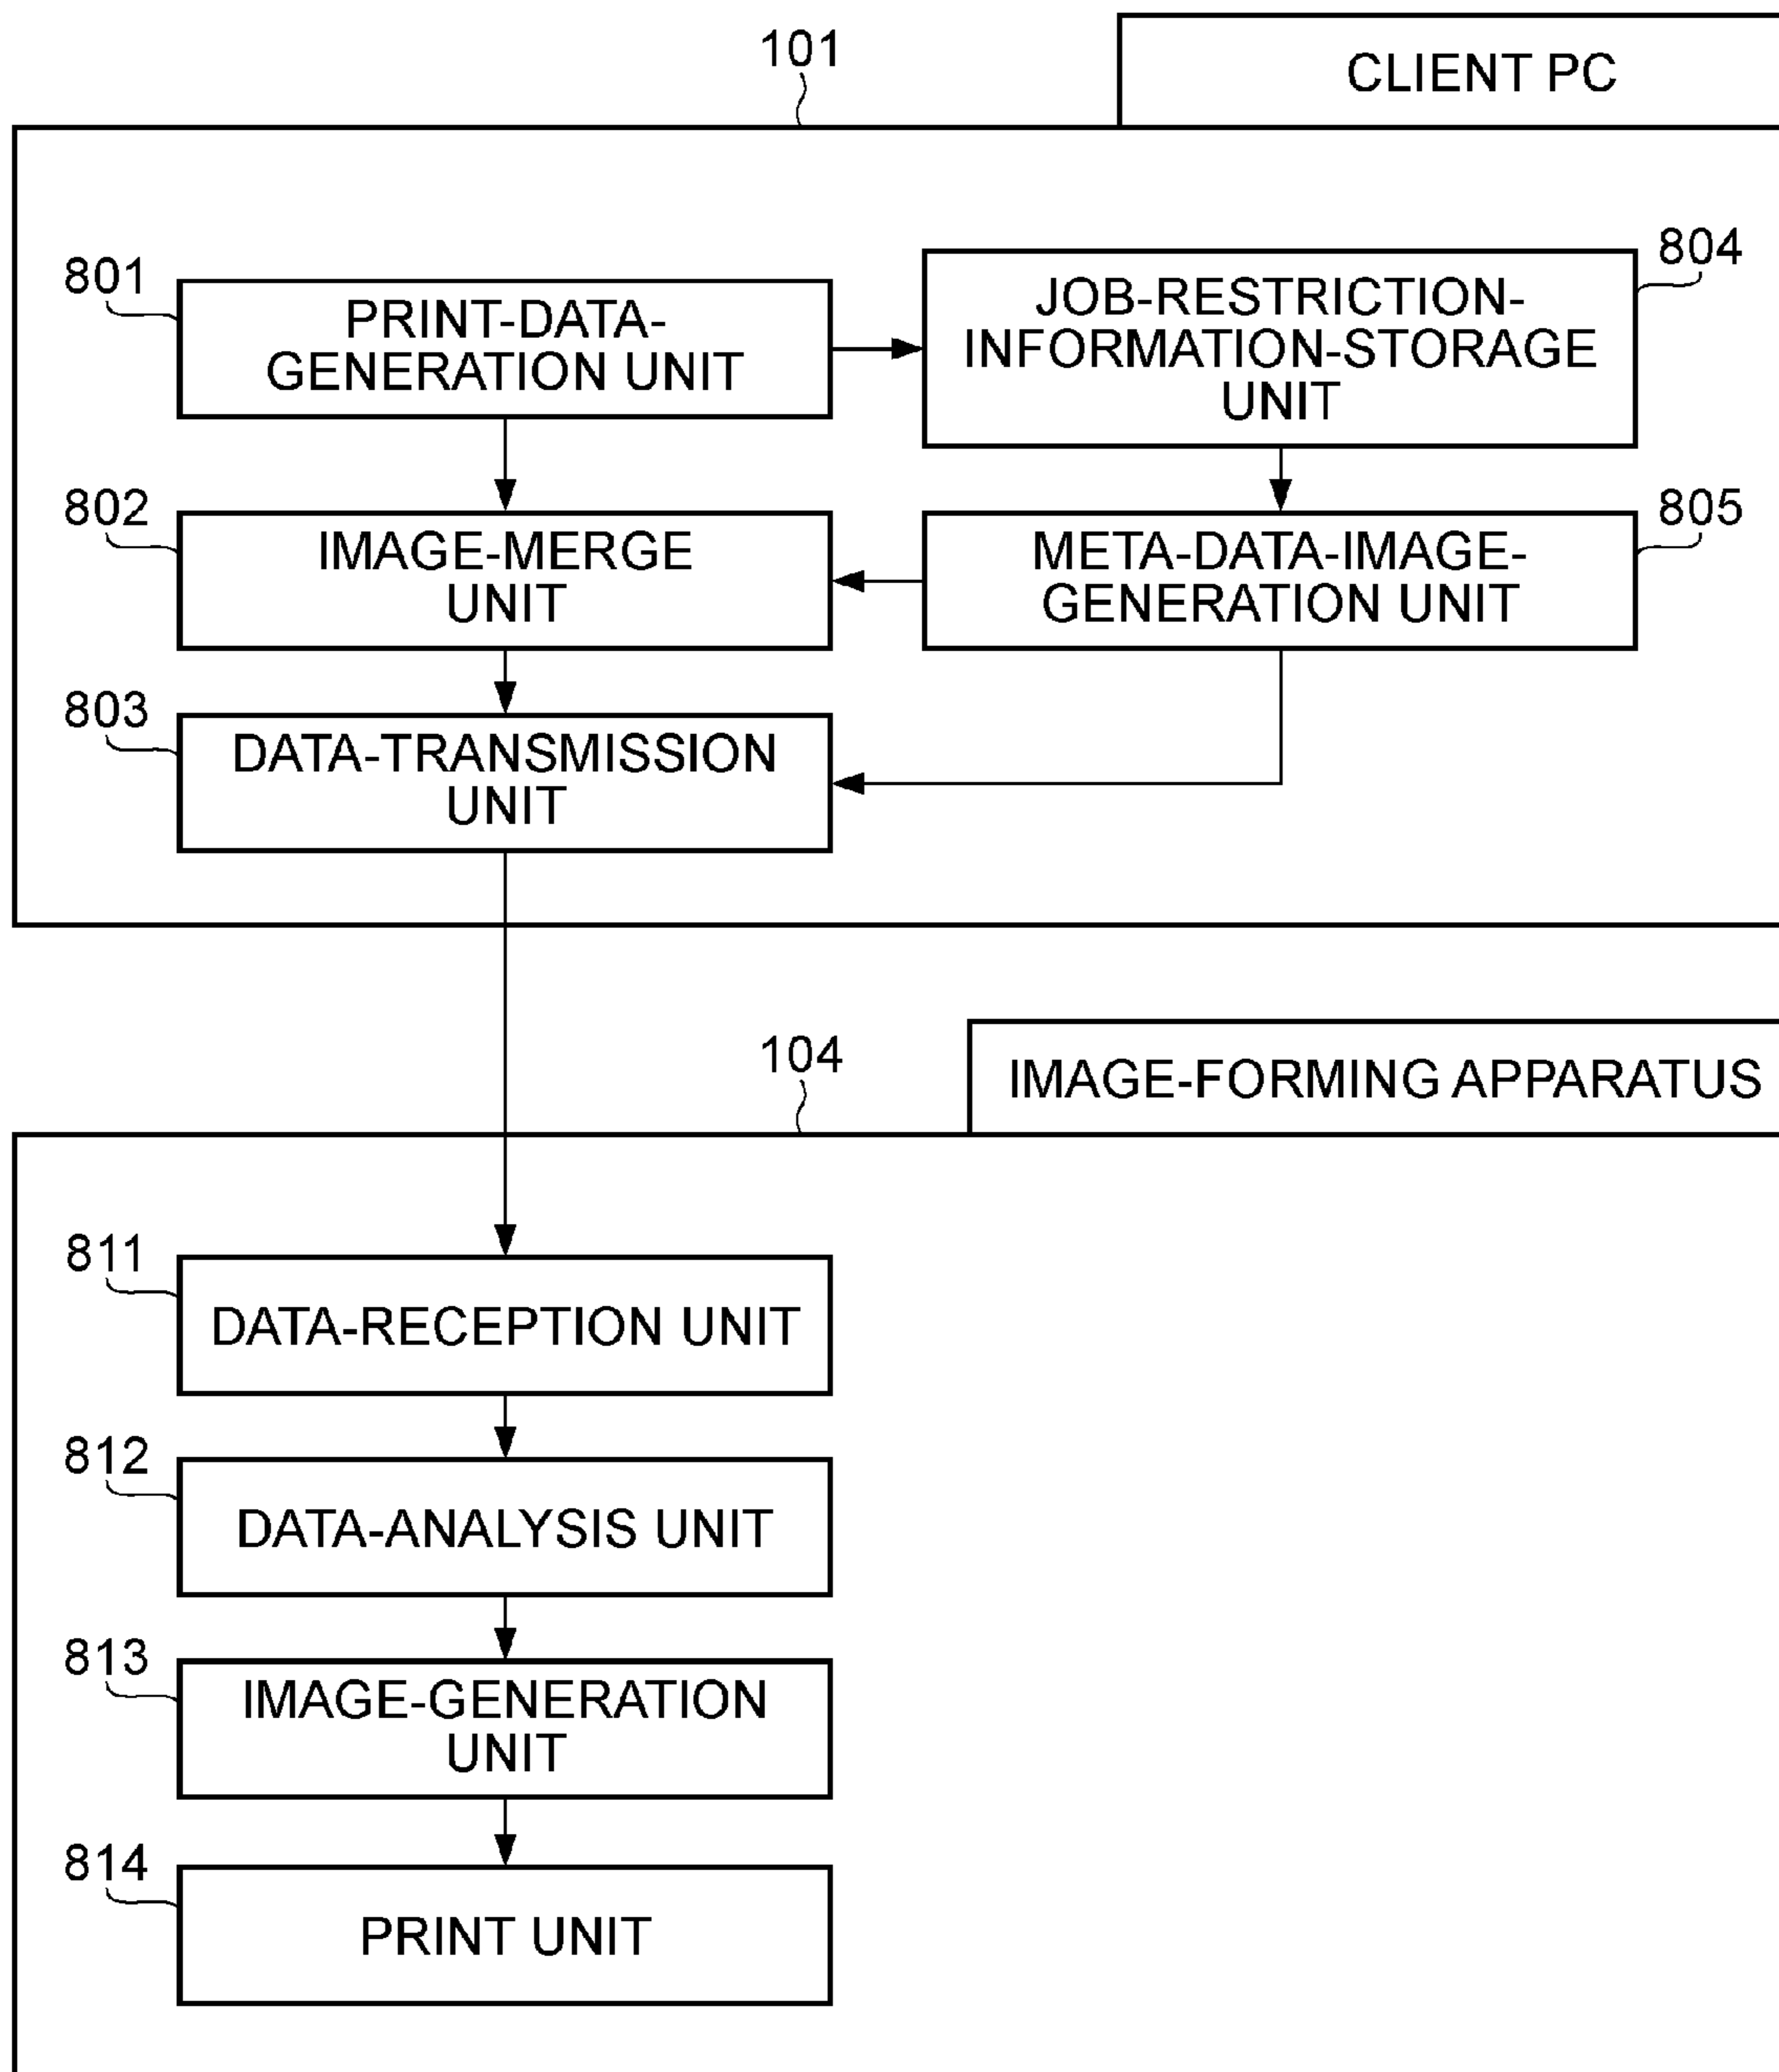 101
CLIENT PC
801
PRINT-DATA-
GENERATION UNIT
804
JOB-RESTRICTION-
INFORMATION-STORAGE
UNIT
802
IMAGE-MERGE
UNIT
805
META-DATA-IMAGE-
GENERATION UNIT
803
DATA-TRANSMISSION
UNIT
104
IMAGE-FORMING APPARATUS
811
DATA-RECEPTION UNIT
812
DATA-ANALYSIS UNIT
813
IMAGE-GENERATION
UNIT
814
PRINT UNIT